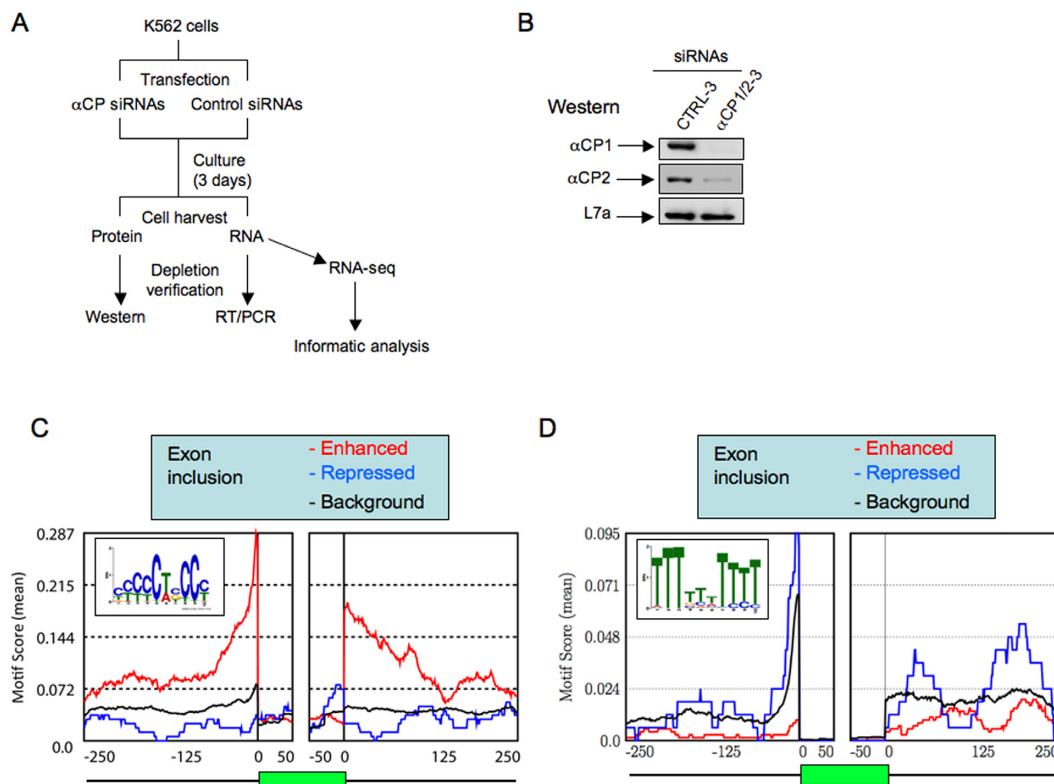 A
K562 cells
Transfection
αCP siRNAs
Control siRNAs
Culture
(3 days)
Cell harvest
Protein
RNA
RNA-seq
Depletion
verification
Western
RT/PCR
Informatic analysis
B
siRNAs
Western
CTRL-3
αCP1/2-3
αCP1
αCP2
L7a
C
Exon
inclusion
- Enhanced
- Repressed
- Background
Motif Score (mean)
0.287
0.215
0.144
0.072
0.0
-250
-125
0
50
-50
0
125
250
D
Exon
inclusion
- Enhanced
- Repressed
- Background
Motif Score (mean)
0.095
0.071
0.048
0.024
0.0
-250
-125
0
50
-50
0
125
250